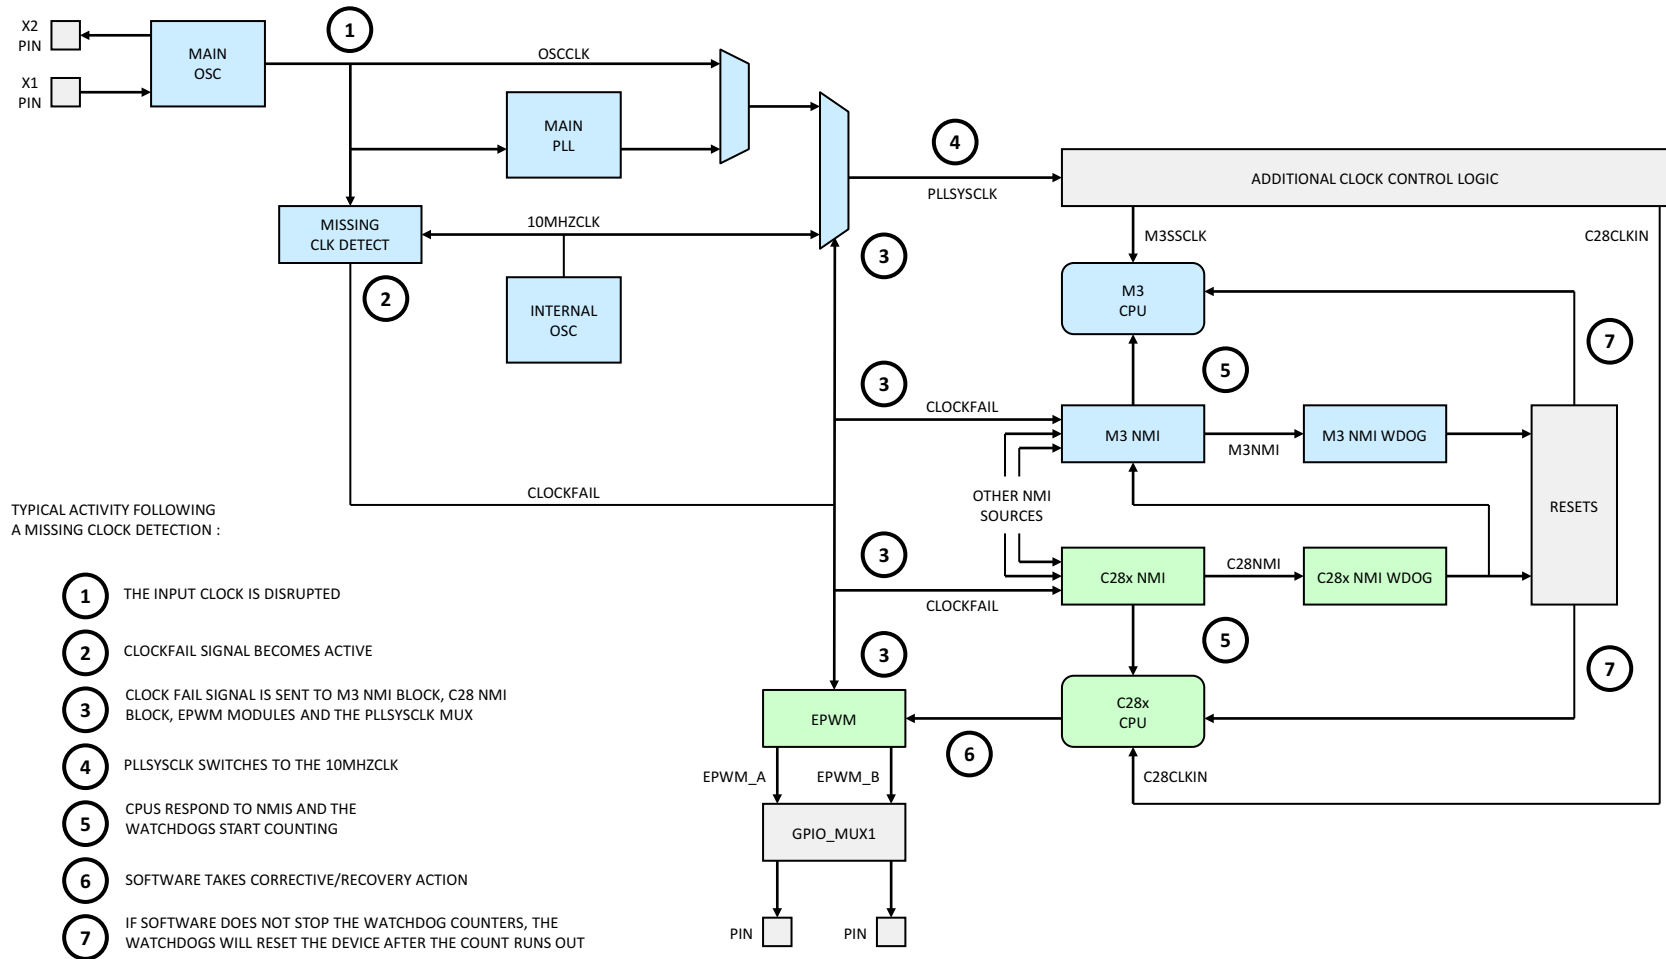 X2
PIN
X1
PIN
MAIN
OSC
1
OSCCLK
MAIN
PLL
4
PLLSYSCLK
ADDITIONAL CLOCK CONTROL LOGIC
MISSING
CLK DETECT
10MHZCLK
3
M3SSCLK
C28CLKIN
2
INTERNAL
OSC
M3
CPU
7
3
5
CLOCKFAIL
M3 NMI
M3NMI
M3 NMI WDOG
CLOCKFAIL
OTHER NMI
SOURCES
RESETS
TYPICAL ACTIVITY FOLLOWING
A MISSING CLOCK DETECTION :
3
C28x NMI
C28NMI
C28x NMI WDOG
CLOCKFAIL
5
3
7
EPWM
C28x
CPU
6
EPWM_A
EPWM_B
C28CLKIN
GPIO_MUX1
PIN
PIN
1
THE INPUT CLOCK IS DISRUPTED
2
CLOCKFAIL SIGNAL BECOMES ACTIVE
3
CLOCK FAIL SIGNAL IS SENT TO M3 NMI BLOCK, C28 NMI
BLOCK, EPWM MODULES AND THE PLLSYSCLK MUX
4
PLLSYSCLK SWITCHES TO THE 10MHZCLK
5
CPUS RESPOND TO NMIS AND THE
WATCHDOGS START COUNTING
6
SOFTWARE TAKES CORRECTIVE/RECOVERY ACTION
7
IF SOFTWARE DOES NOT STOP THE WATCHDOG COUNTERS, THE
WATCHDOGS WILL RESET THE DEVICE AFTER THE COUNT RUNS OUT